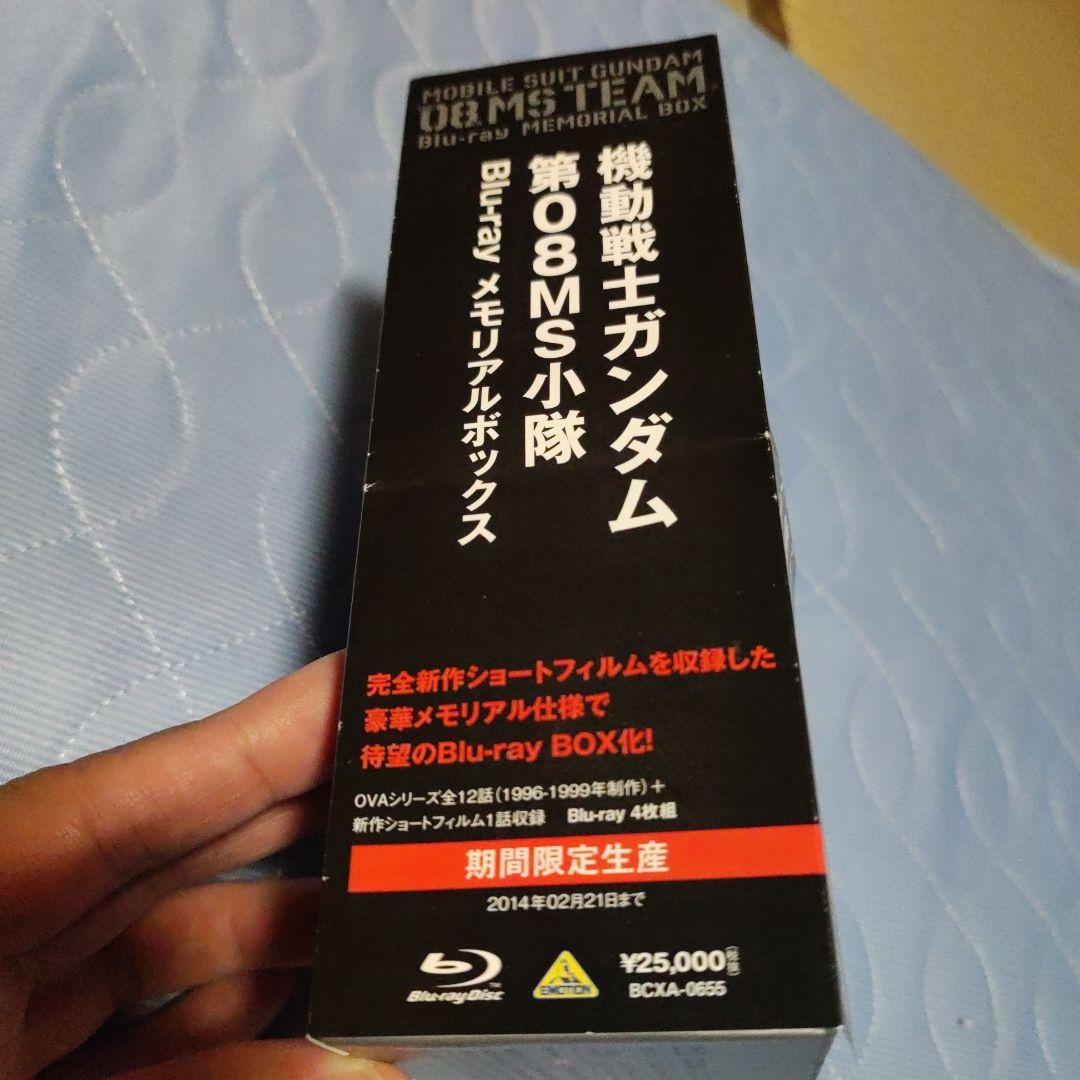 MOBILE SUIT GUNDAM
08th MS TEAM
Blu-ray MEMORIAL BOX
機動戦士ガンダム
第08MS小隊
Blu-ray メモリアルボックス
完全新作ショートフィルムを収録した
豪華メモリアル仕様で
待望のBlu-ray BOX化!
OVAシリーズ全12話(1996-1999年制作)+
新作ショートフィルム1話収録 Blu-ray 4枚組
期間限定生産
2014年02月21日まで
Blu-ray Disc
EMOTION
¥25,000(税抜)
BCXA-0655